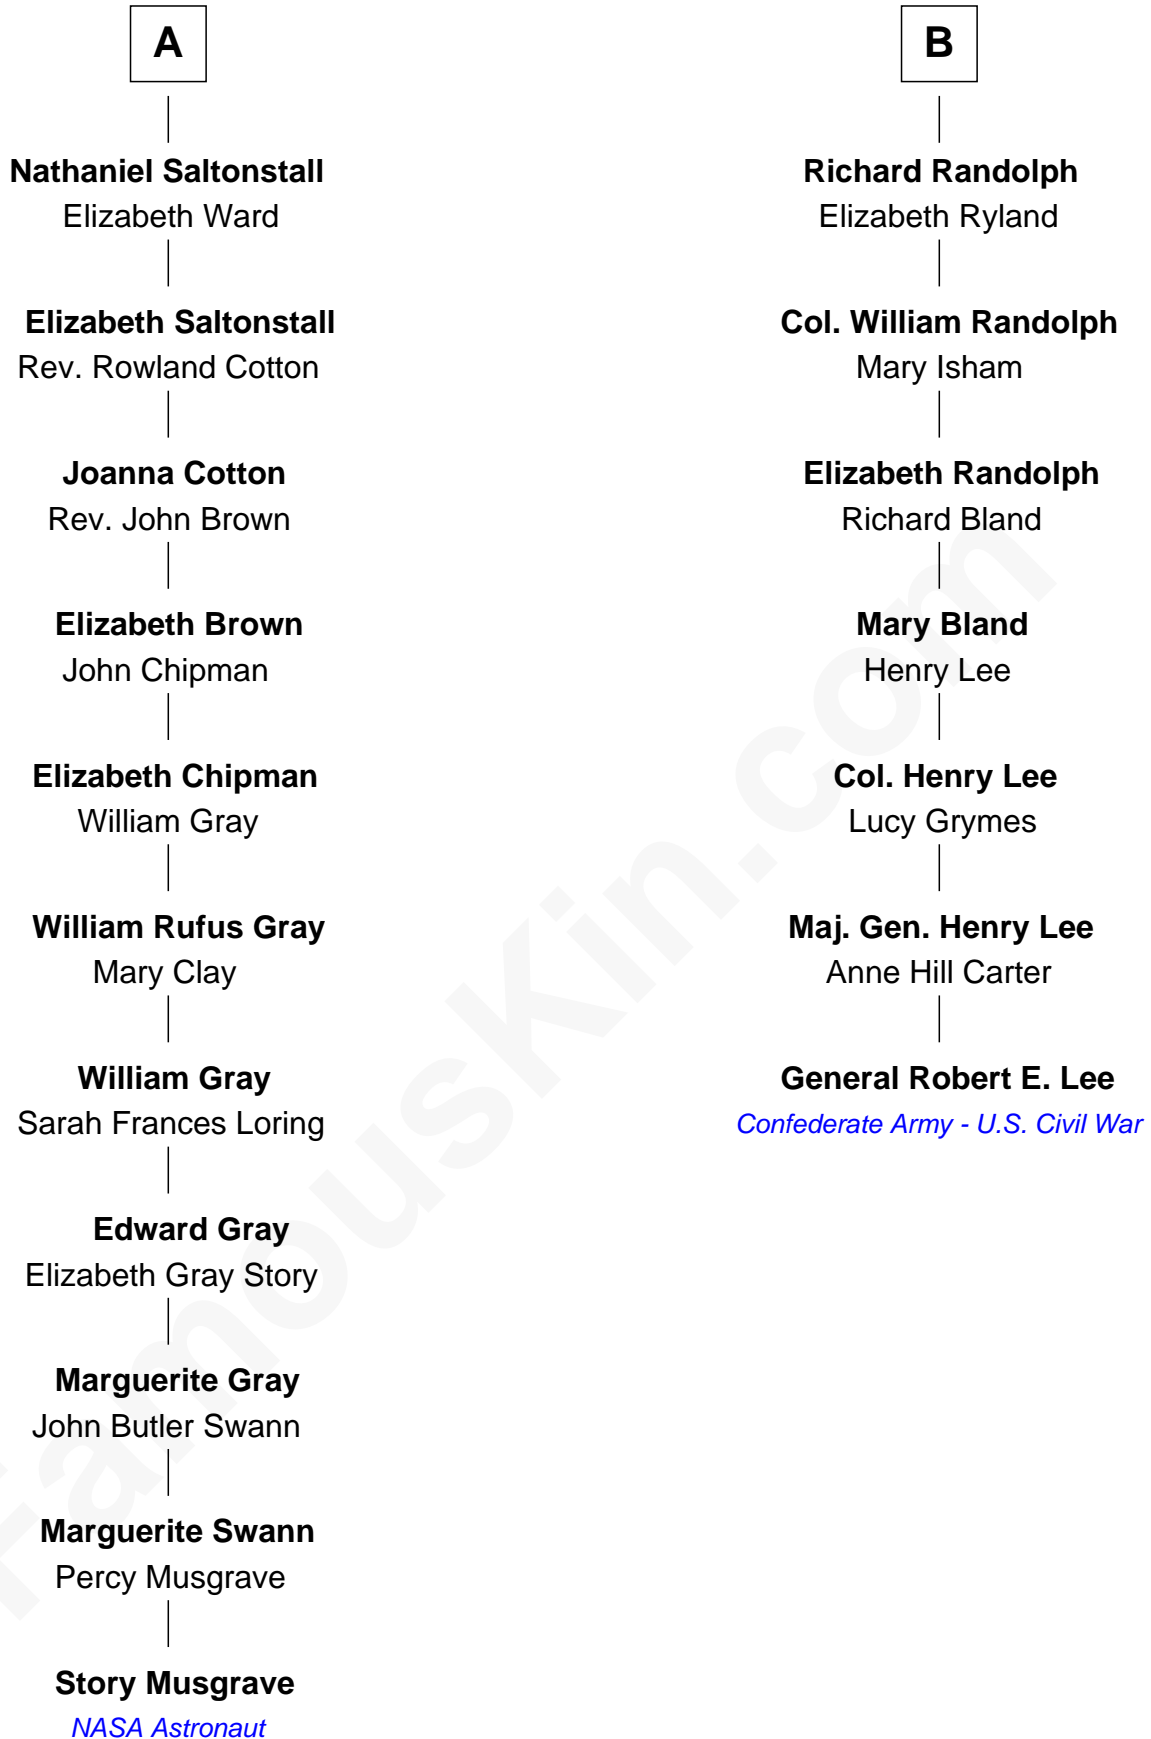 A
Nathaniel Saltonstall
Elizabeth Ward
Elizabeth Saltonstall
Rev. Rowland Cotton
Joanna Cotton
Rev. John Brown
Elizabeth Brown
John Chipman
Elizabeth Chipman
William Gray
William Rufus Gray
Mary Clay
William Gray
Sarah Frances Loring
Edward Gray
Elizabeth Gray Story
Marguerite Gray
John Butler Swann
Marguerite Swann
Percy Musgrave
Story Musgrave
NASA Astronaut
B
Richard Randolph
Elizabeth Ryland
Col. William Randolph
Mary Isham
Elizabeth Randolph
Richard Bland
Mary Bland
Henry Lee
Col. Henry Lee
Lucy Grymes
Maj. Gen. Henry Lee
Anne Hill Carter
General Robert E. Lee
Confederate Army - U.S. Civil War
FamousKin.com